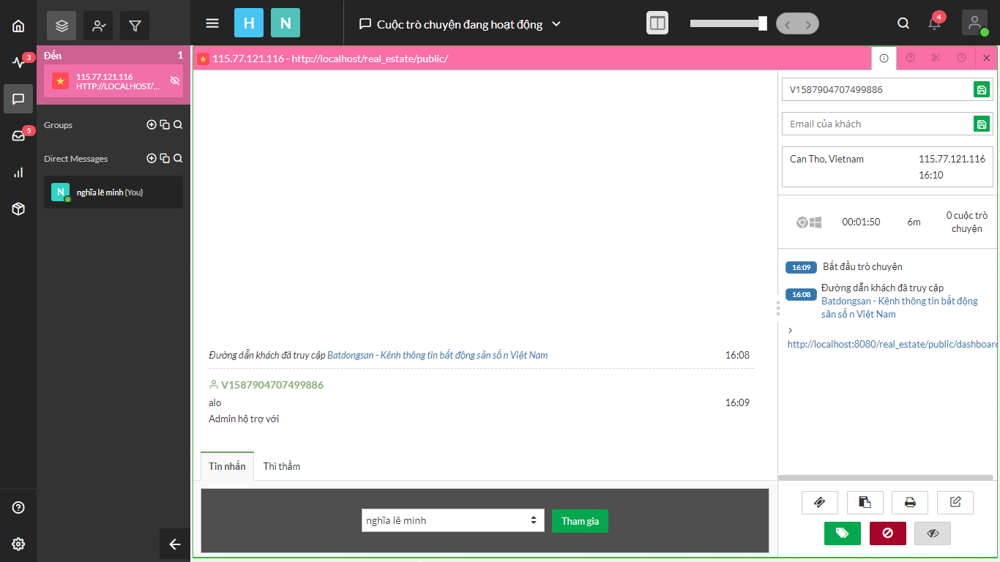 H
N
Cuộc trò chuyện đang hoạt động
4
3
5
Đến
1
115.77.121.116
HTTP://LOCALHOST/...
Groups
Direct Messages
N
nghĩa lê minh (You)
115.77.121.116 - http://localhost/real_estate/public/
Đường dẫn khách đã truy cập Batdongsan - Kênh thông tin bất động sản số n Việt Nam
16:08
V1587904707499886
alo
16:09
Admin hộ trợ với
Tin nhắn
Thì thầm
nghĩa lê minh
Tham gia
V1587904707499886
Email của khách
Can Tho, Vietnam
115.77.121.116
16:10
00:01:50
6m
0 cuộc trò
chuyện
16:09
Bắt đầu trò chuyện
16:08
Đường dẫn khách đã truy cập
Batdongsan - Kênh thông tin bất động
sản số n Việt Nam
http://localhost:8080/real_estate/public/dashboard